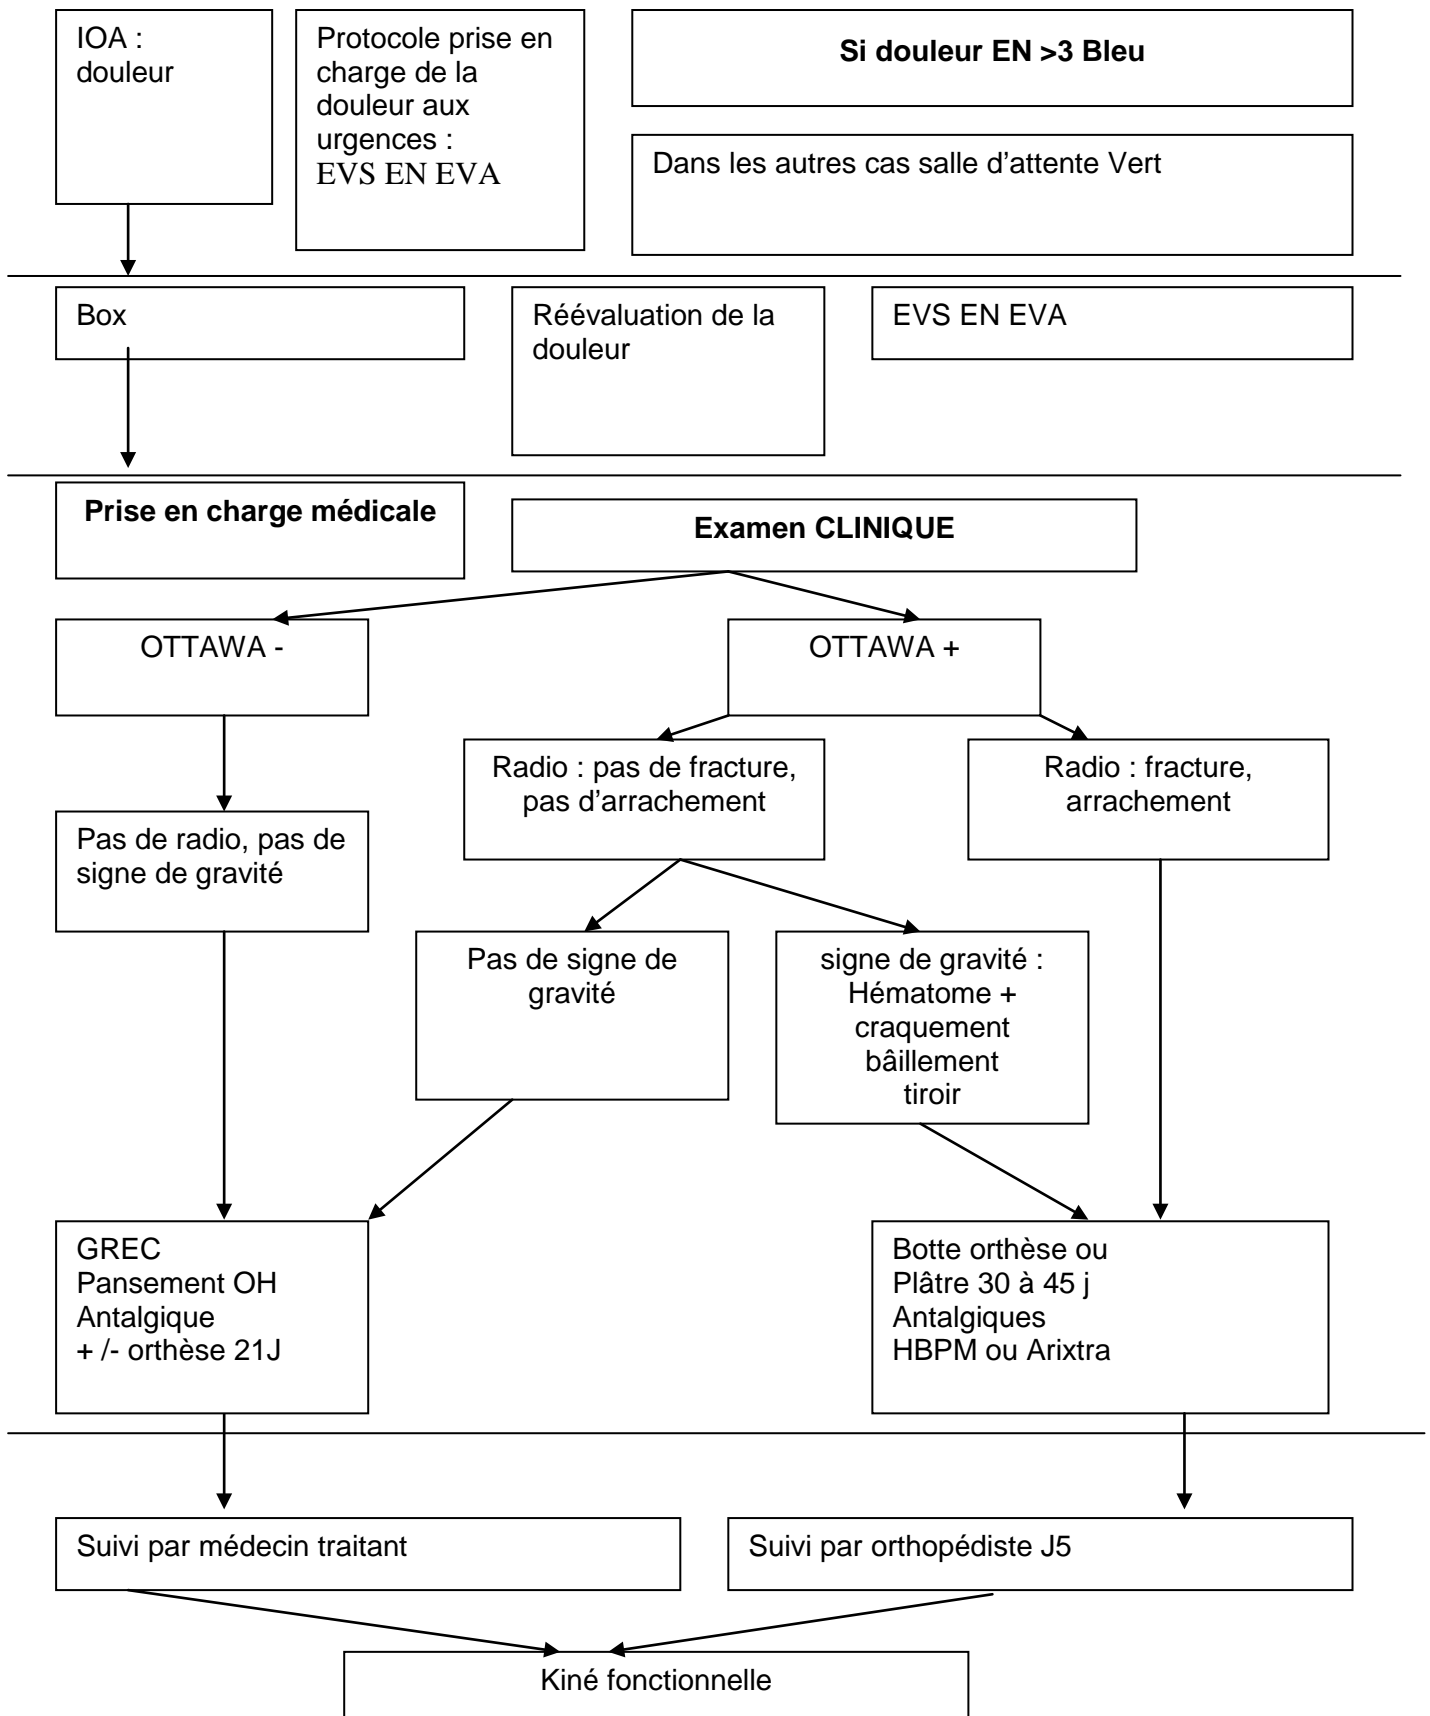 IOA :
douleur
Protocole prise en
charge de la
douleur aux
urgences :
EVS EN EVA
Si douleur EN >3 Bleu
Dans les autres cas salle d'attente Vert
Box
Réévaluation de la
douleur
EVS EN EVA
Prise en charge médicale
Examen CLINIQUE
OTTAWA -
OTTAWA +
Radio : pas de fracture,
pas d'arrachement
Radio : fracture,
arrachement
Pas de radio, pas de
signe de gravité
Pas de signe de
gravité
signe de gravité :
Hématome +
craquement
bâillement
tiroir
GREC
Pansement OH
Antalgique
+ /- orthèse 21J
Botte orthèse ou
Plâtre 30 à 45 j
Antalgiques
HBPM ou Arixtra
Suivi par médecin traitant
Suivi par orthopédiste J5
Kiné fonctionnelle